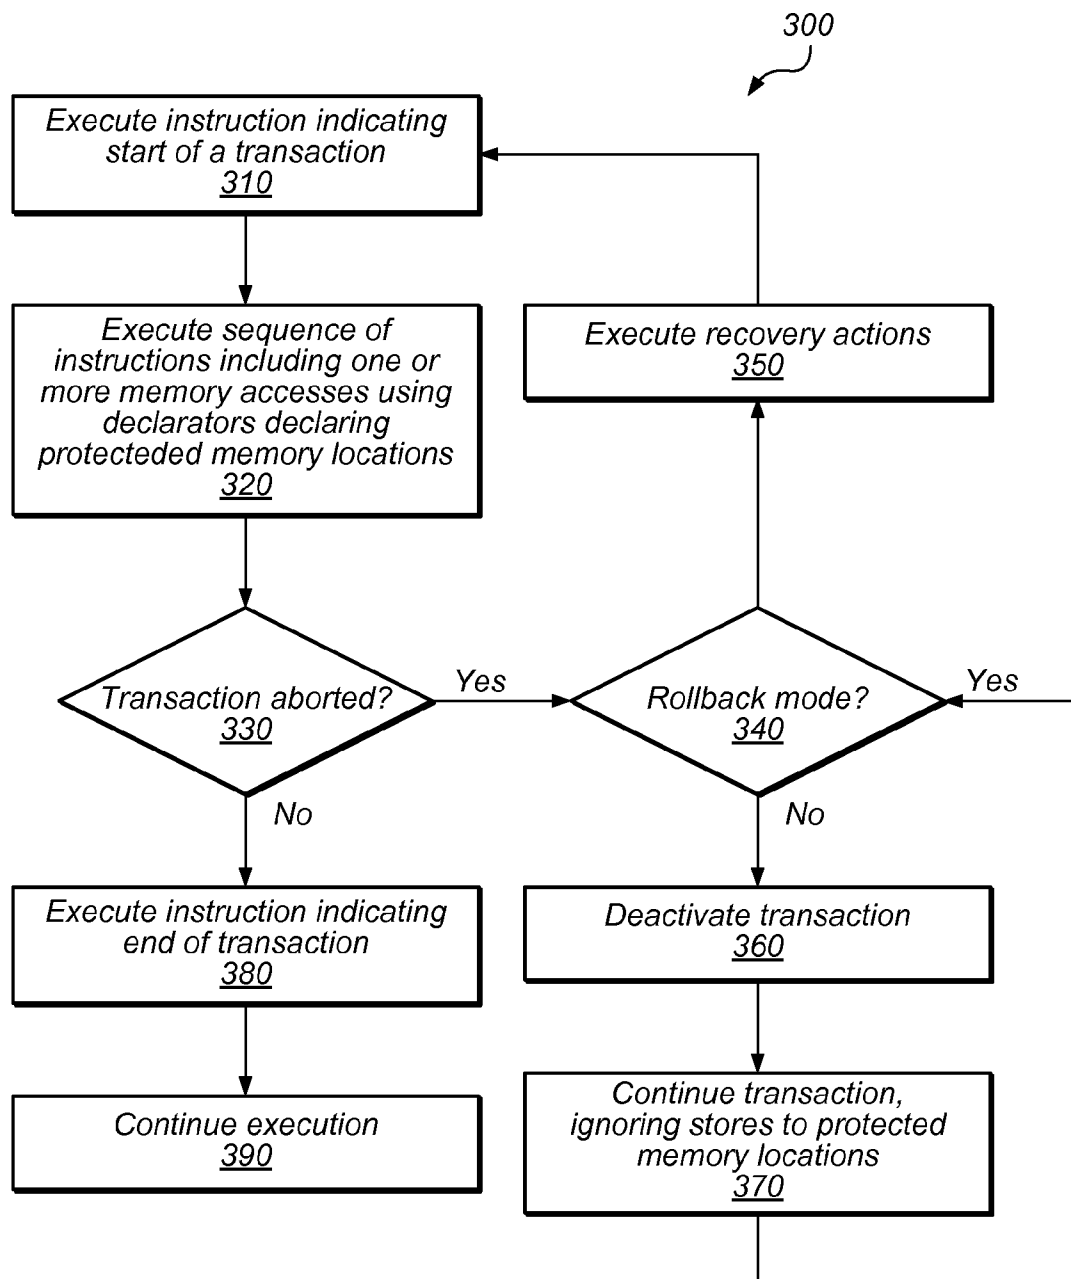 300
Execute instruction indicating
start of a transaction
310
Execute sequence of
instructions including one or
more memory accesses using
declarators declaring
protecteded memory locations
320
Execute recovery actions
350
Transaction aborted?
330
Yes
Rollback mode?
340
Yes
No
No
Execute instruction indicating
end of transaction
380
Deactivate transaction
360
Continue execution
390
Continue transaction,
ignoring stores to protected
memory locations
370